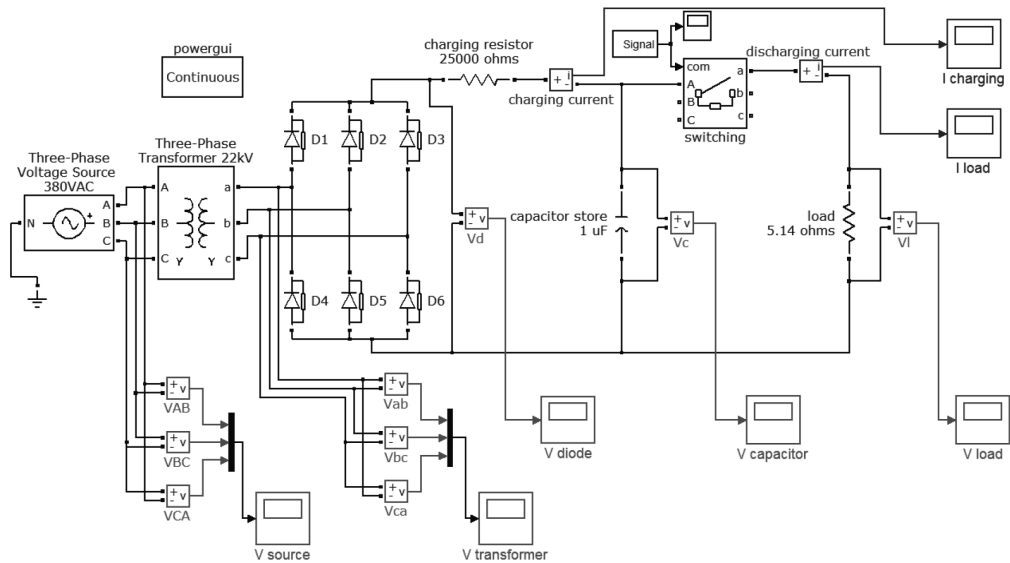 powergui
Continuous
charging resistor
25000 ohms
i
+
-
charging current
Signal
com
A
B
C
a
b
c
switching
discharging current
i
+
-
I charging
I load
Three-Phase
Voltage Source
380VAC
N
+
A
B
C
Three-Phase
Transformer 22kV
A
B
C
a
b
c
Y
Y
D1
D2
D3
D4
D5
D6
+
-
v
Vd
capacitor store
1 uF
+
-
v
Vc
load
5.14 ohms
+
-
v
Vl
+
-
v
VAB
+
-
v
VBC
+
-
v
VCA
V source
+
-
v
Vab
+
-
v
Vbc
+
-
v
Vca
V transformer
V diode
V capacitor
V load